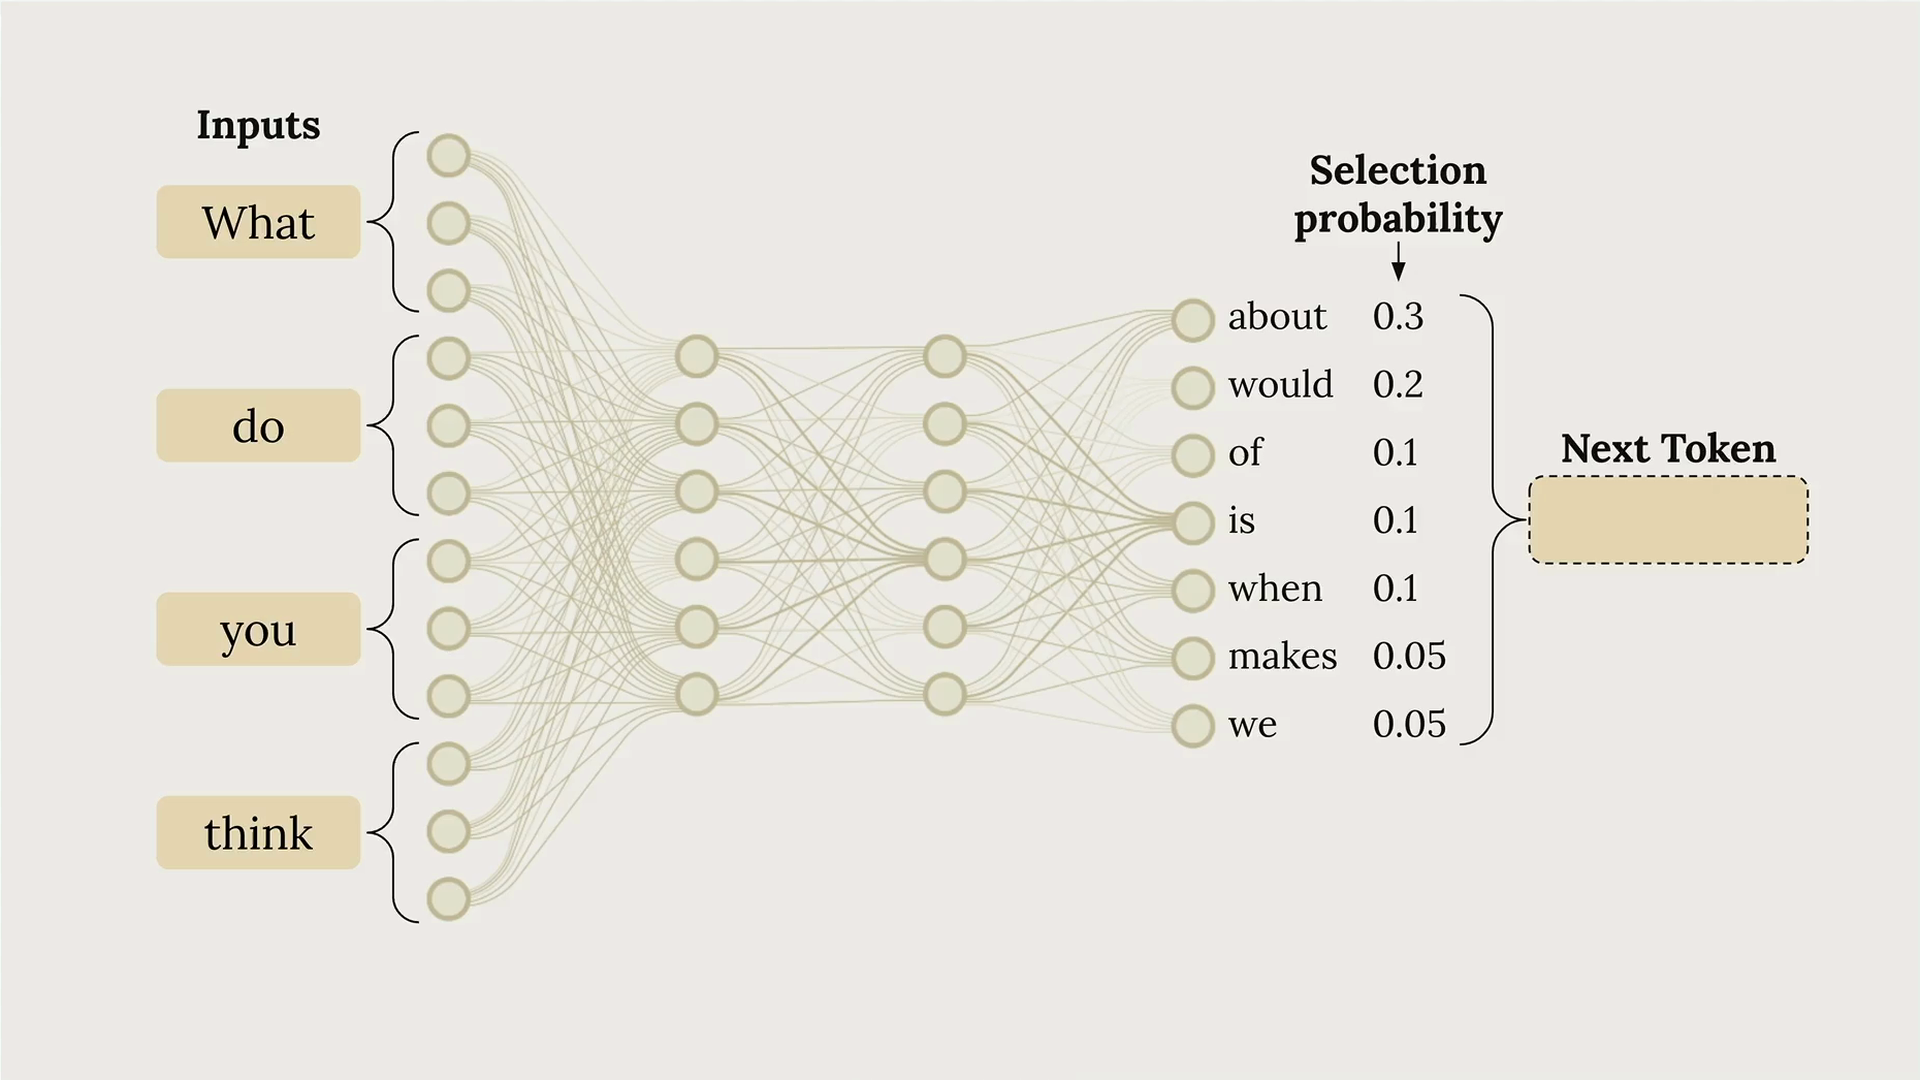 Inputs
What
do
you
think
Selection
probability
about 0.3
would 0.2
of 0.1
is 0.1
when 0.1
makes 0.05
we 0.05
Next Token